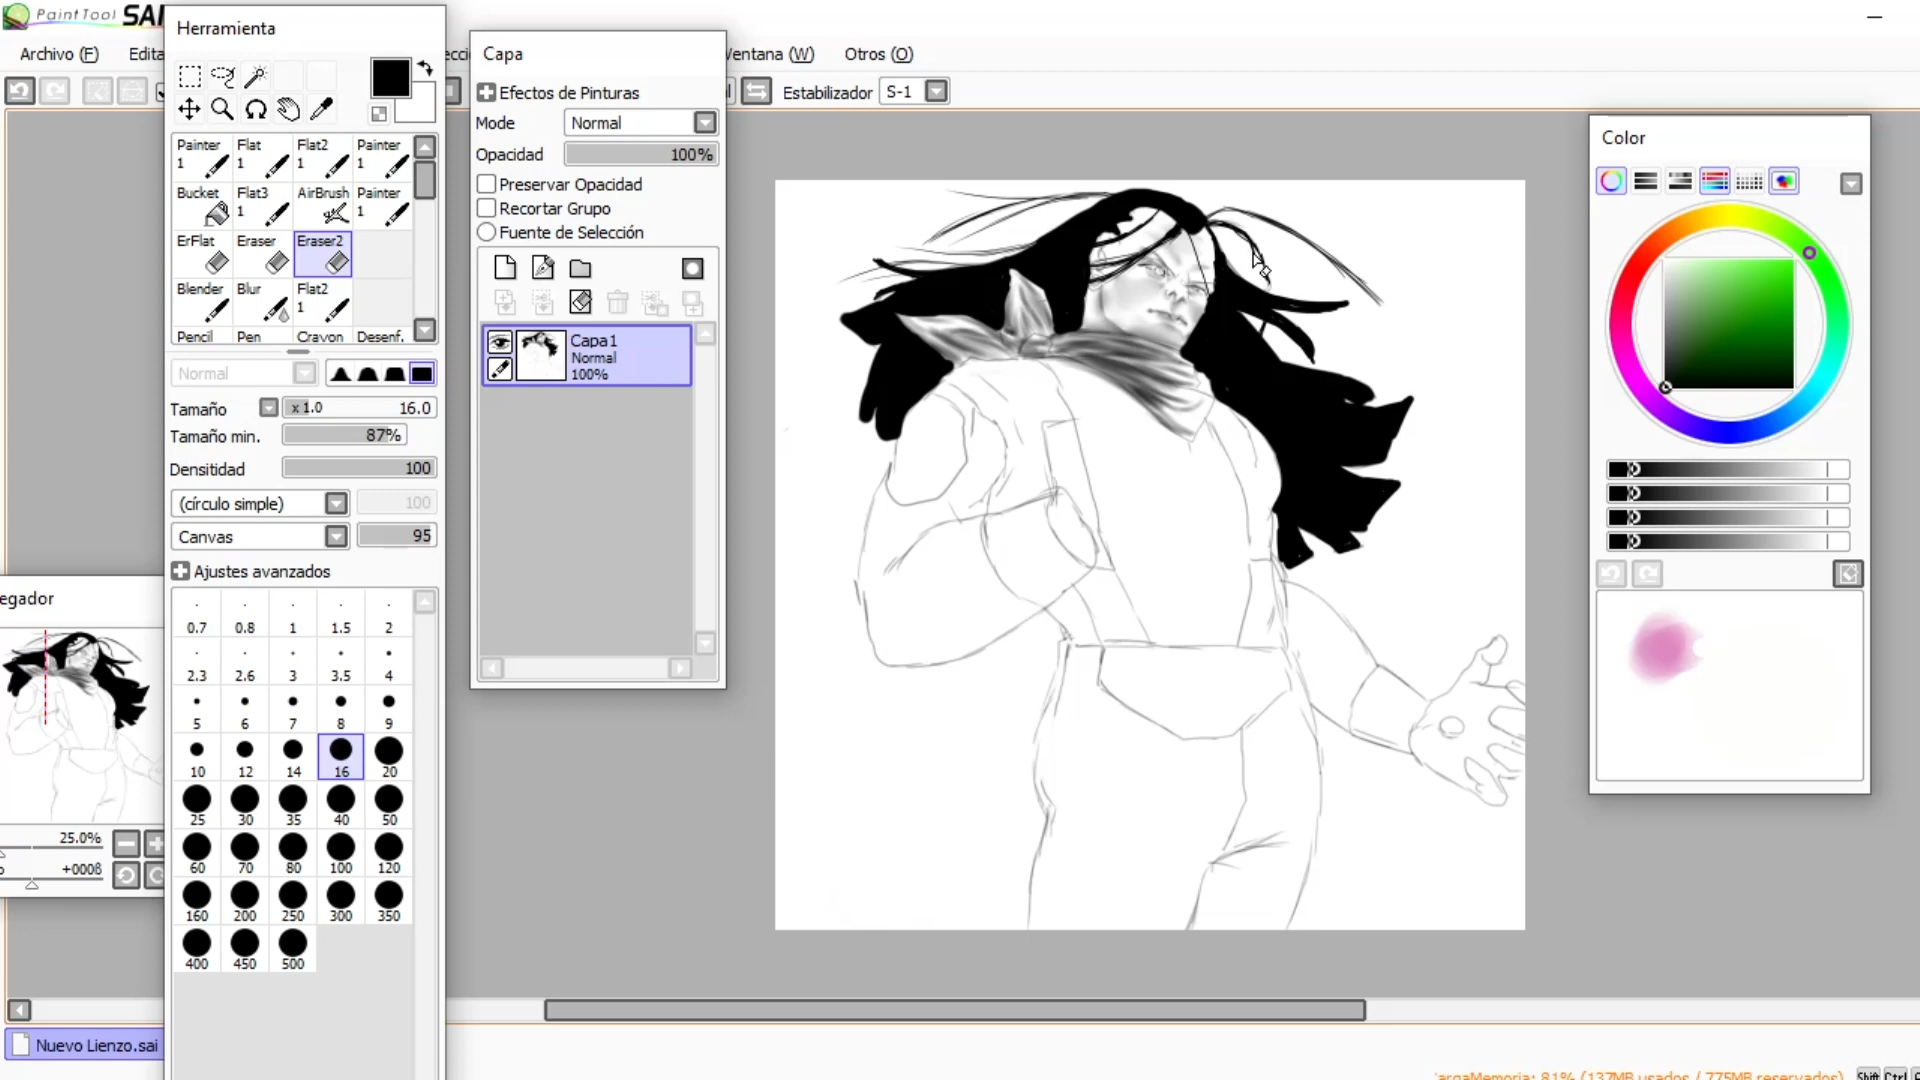 PaintTool SAI
Archivo (F)
Edita
Ventana (W)
Otros (O)
Estabilizador
S-1
Herramienta
Painter
1
Flat
1
Flat2
1
Painter
1
Bucket
Flat3
1
AirBrush
Painter
1
ErFlat
Eraser
Eraser2
Blender
Blur
Flat2
1
Pencil
Pen
Crayon
Desenf.
Normal
Tamaño
x 1.0
16.0
Tamaño min.
87%
Densitidad
100
(círculo simple)
100
Canvas
95
Ajustes avanzados
0.7 0.8 1 1.5 2
2.3 2.6 3 3.5 4
5 6 7 8 9
10 12 14 16 20
25 30 35 40 50
60 70 80 100 120
160 200 250 300 350
400 450 500
Capa
Efectos de Pinturas
Mode
Normal
Opacidad
100%
Preservar Opacidad
Recortar Grupo
Fuente de Selección
Capa1
Normal
100%
Color
egador
25.0%
+0008
Nuevo Lienzo.sai
argaMemoria: 81% (137MB usados / 775MB reservados)
Shift Ctrl